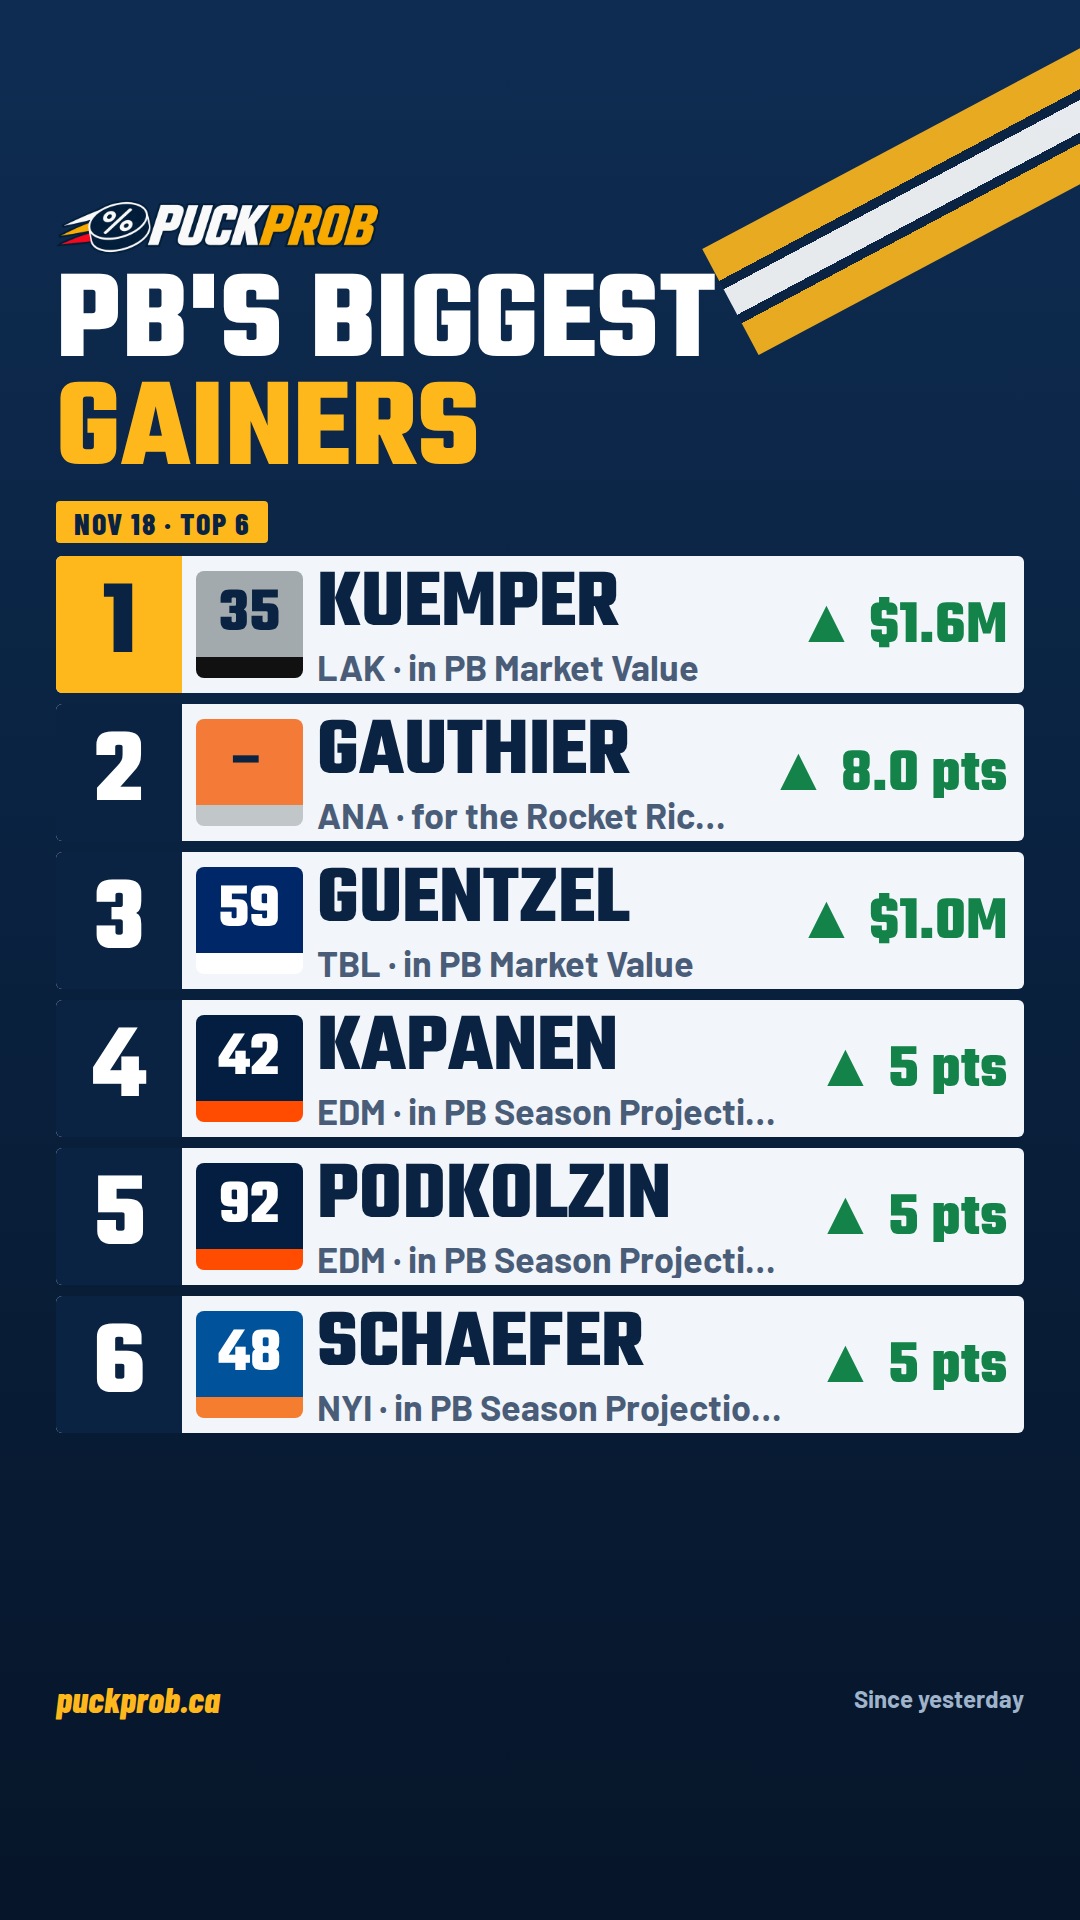 % PUCKPROB
PB'S BIGGEST
GAINERS
NOV 18 · TOP 6
1 35 KUEMPER ▲ $1.6M
LAK · in PB Market Value
2 – GAUTHIER ▲ 8.0 pts
ANA · for the Rocket Ric...
3 59 GUENTZEL ▲ $1.0M
TBL · in PB Market Value
4 42 KAPANEN ▲ 5 pts
EDM · in PB Season Projecti...
5 92 PODKOLZIN ▲ 5 pts
EDM · in PB Season Projecti...
6 48 SCHAEFER ▲ 5 pts
NYI · in PB Season Projectio...
puckprob.ca
Since yesterday